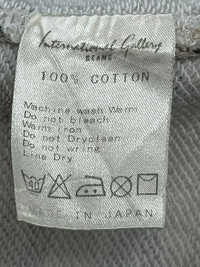 International Gallery
BEAMS
100% COTTON
Machine wash Warm
Do not bleach
Warm iron
Do not Dryclean
Do not wring
Line Dry
40
MADE IN JAPAN